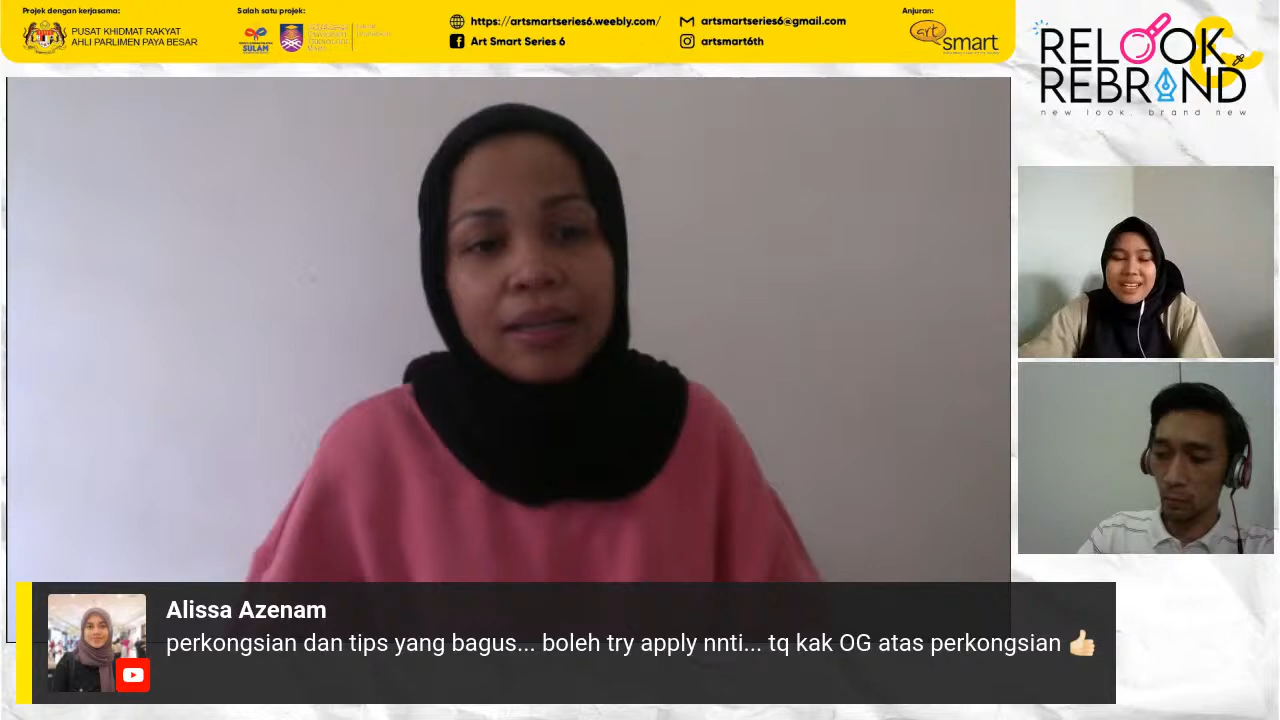 Projek dengan kerjasama:
PUSAT KHIDMAT RAKYAT
AHLI PARLIMEN PAYA BESAR
Salah satu projek:
SULAM
https://artsmartseries6.weebly.com/
Art Smart Series 6
artsmartseries6@gmail.com
artsmart6th
Anjuran:
art
smart
RELOOK
REBRAND
new look. brand new
Alissa Azenam
perkongsian dan tips yang bagus... boleh try apply nnti... tq kak OG atas perkongsian 👍🏻